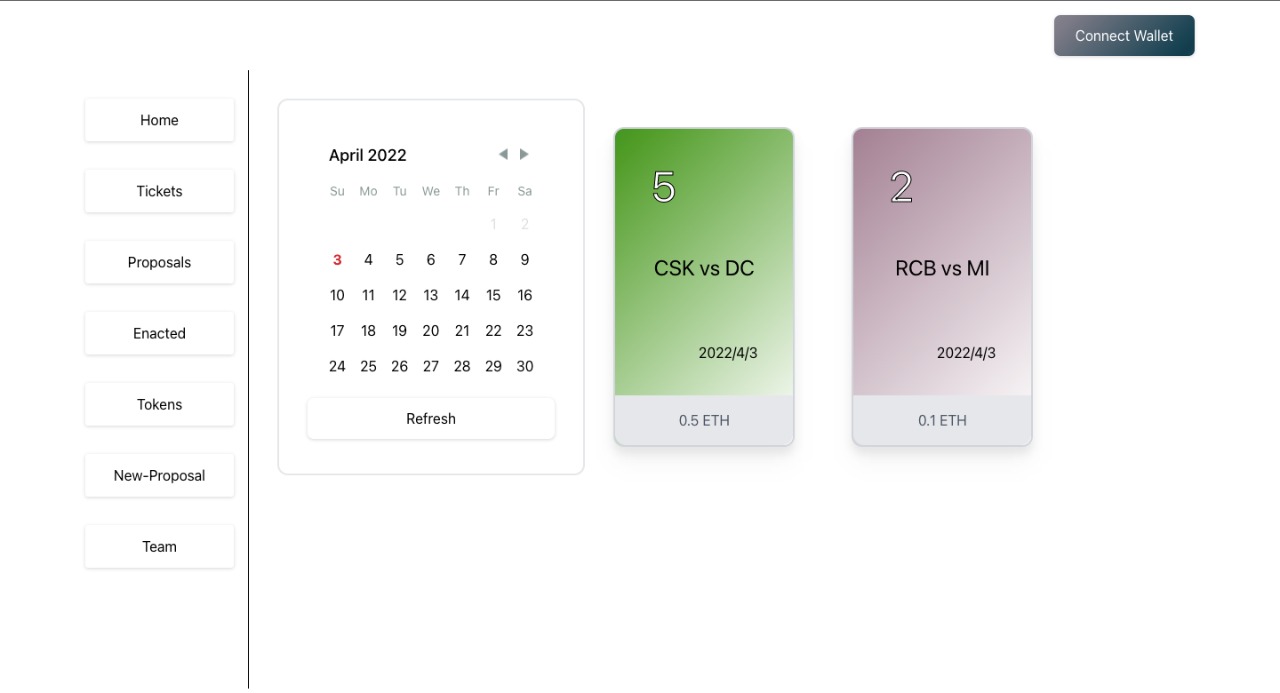 Connect Wallet
Home
Tickets
Proposals
Enacted
Tokens
New-Proposal
Team
April 2022
Su Mo Tu We Th Fr Sa
1 2
3 4 5 6 7 8 9
10 11 12 13 14 15 16
17 18 19 20 21 22 23
24 25 26 27 28 29 30
Refresh
5
CSK vs DC
2022/4/3
0.5 ETH
2
RCB vs MI
2022/4/3
0.1 ETH